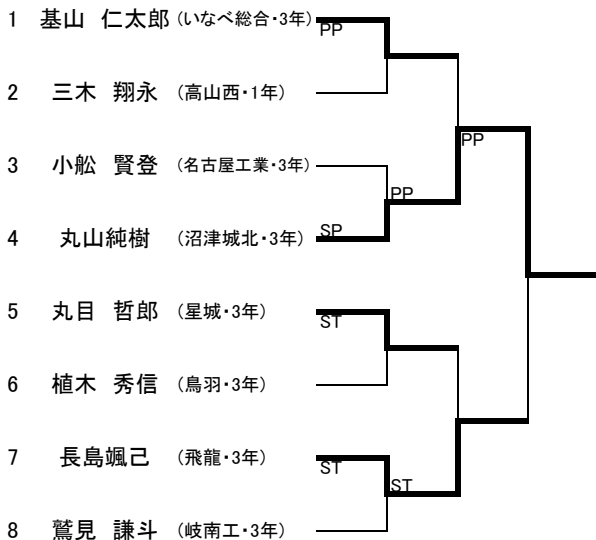 1 基山 仁太郎 (いなべ総合・3年)
PP
2 三木 翔永 (高山西・1年)
PP
3 小舩 賢登 (名古屋工業・3年)
PP
4 丸山純樹 (沼津城北・3年) SP
5 丸目 哲郎 (星城・3年)
ST
6 植木 秀信 (鳥羽・3年)
7 長島颯己 (飛龍・3年)
ST
ST
8 鷲見 謙斗 (岐南工・3年)